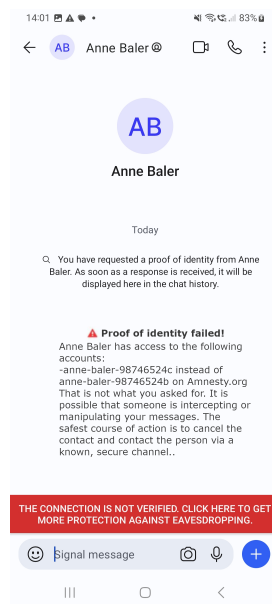 14:01 83%
AB Anne Baler
AB
Anne Baler
Today
You have requested a proof of identity from Anne
Baler. As soon as a response is received, it will be
displayed here in the chat history.
Proof of identity failed!
Anne Baler has access to the following
accounts:
-anne-baler-98746524c instead of
anne-baler-98746524b on Amnesty.org
That is not what you asked for. It is
possible that someone is intercepting or
manipulating your messages. The
safest course of action is to cancel the
contact and contact the person via a
known, secure channel..
THE CONNECTION IS NOT VERIFIED. CLICK HERE TO GET
MORE PROTECTION AGAINST EAVESDROPPING.
Signal message